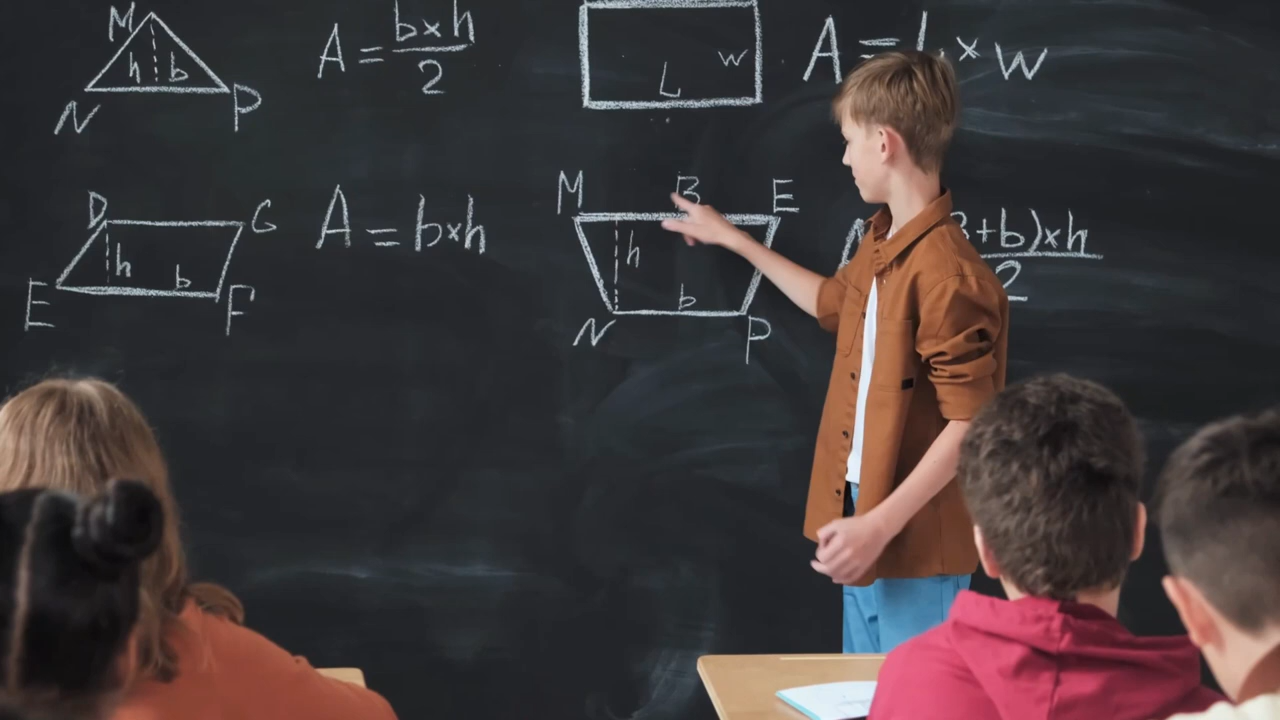 M
h b
N P
A = b×h
2
L w
A = L × W
D G
h
b
E F
A = b×h
M B E
h
b
N P
+b)×h
2